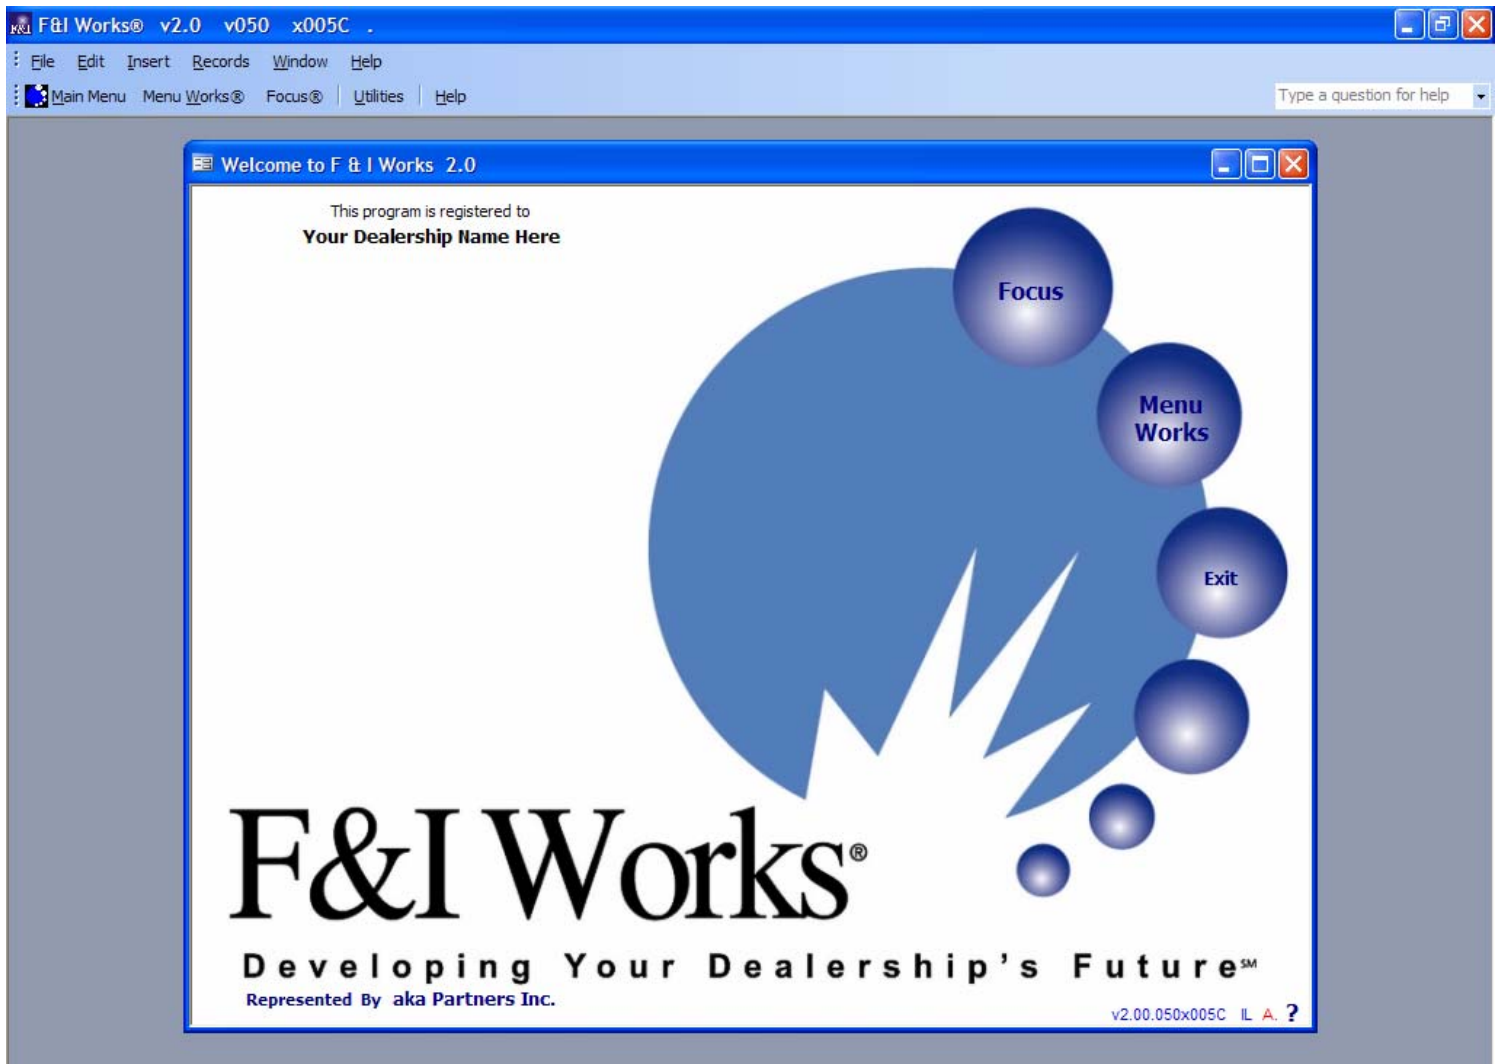 F&I
F&I Works® v2.0 v050 x005C .
File Edit Insert Records Window Help
Main Menu Menu Works® Focus® Utilities Help
Type a question for help
Welcome to F & I Works 2.0
This program is registered to
Your Dealership Name Here
Focus
Menu
Works
Exit
F&I Works®
Developing Your Dealership's Future℠
Represented By aka Partners Inc.
v2.00.050x005C IL A. ?